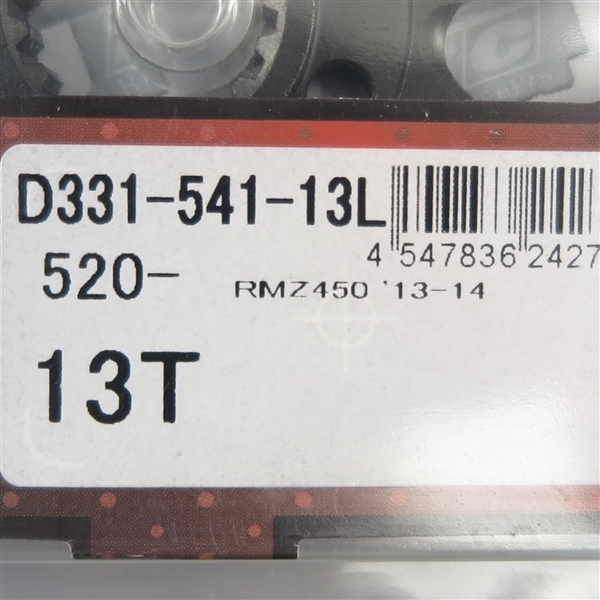 D331-541-13L
4 547836 2427
520- RMZ450 '13-14
13T